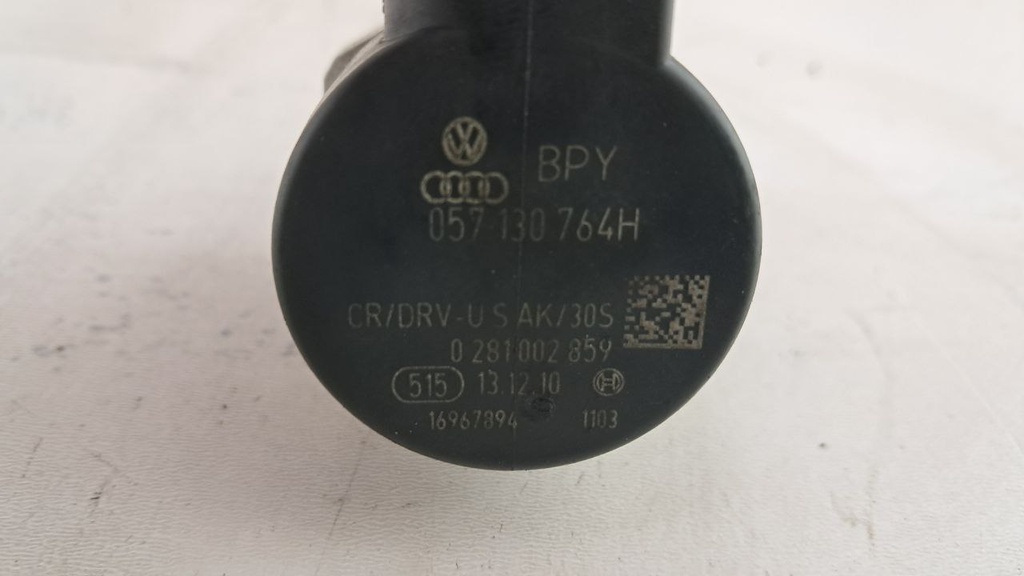 BPY
057 130 764H
CR/DRV-U S AK/30S
0 281 002 859
515 13.12.10
16967894 1103